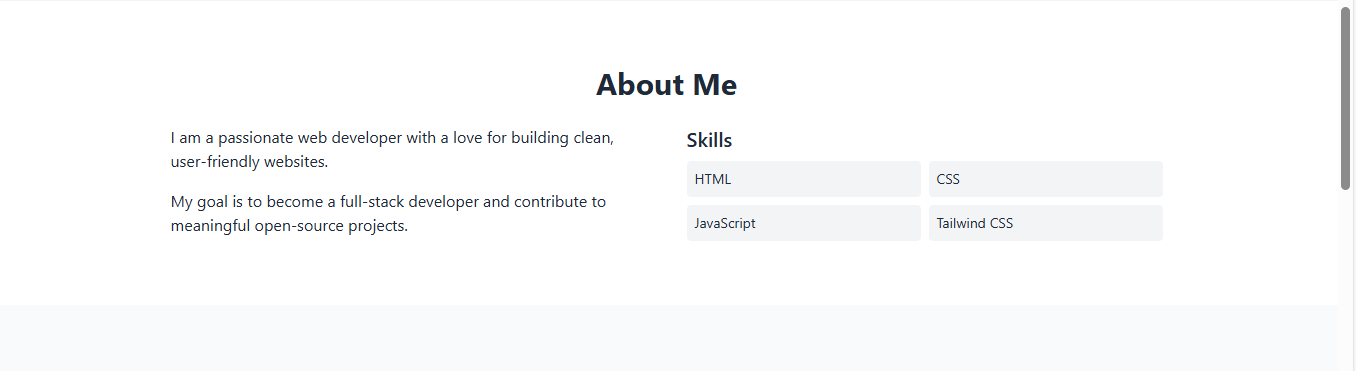 About Me
I am a passionate web developer with a love for building clean,
user-friendly websites.
My goal is to become a full-stack developer and contribute to
meaningful open-source projects.
Skills
HTML
CSS
JavaScript
Tailwind CSS